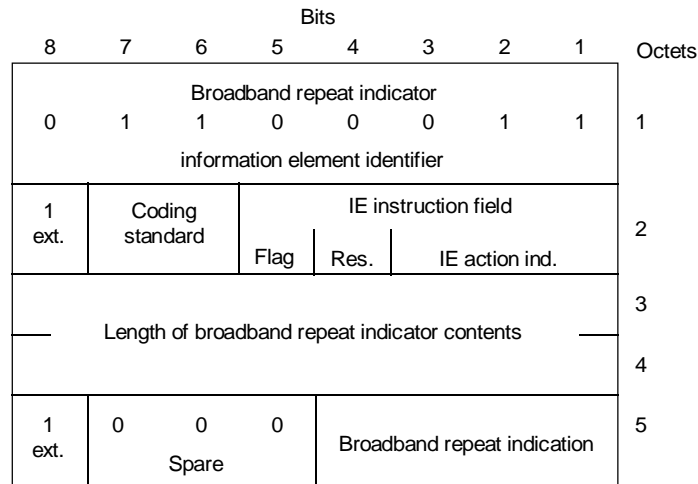 Bits
8 7 6 5 4 3 2 1 Octets
Broadband repeat indicator
0 1 1 0 0 0 1 1 1
information element identifier
1 Coding IE instruction field
ext. standard 2
Flag Res. IE action ind.
3
Length of broadband repeat indicator contents
4
1 0 0 0 Broadband repeat indication 5
ext. Spare